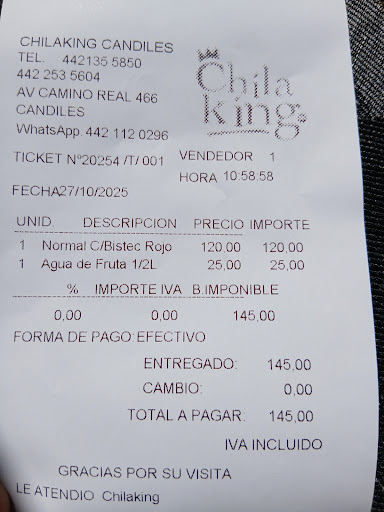 CHILAKING CANDILES
TEL. 442135 5850
442 253 5604
AV CAMINO REAL 466
CANDILES
WhatsApp. 442 112 0296
Chila
king.
TICKET Nº20254 /T/ 001 VENDEDOR 1
HORA 10:58:58
FECHA27/10/2025
UNID. DESCRIPCION PRECIO IMPORTE
1 Normal C/Bistec Rojo 120,00 120,00
1 Agua de Fruta 1/2L 25,00 25,00
% IMPORTE IVA B.IMPONIBLE
0,00 0,00 145,00
FORMA DE PAGO:EFECTIVO
ENTREGADO: 145,00
CAMBIO: 0,00
TOTAL A PAGAR: 145,00
IVA INCLUIDO
GRACIAS POR SU VISITA
LE ATENDIO Chilaking